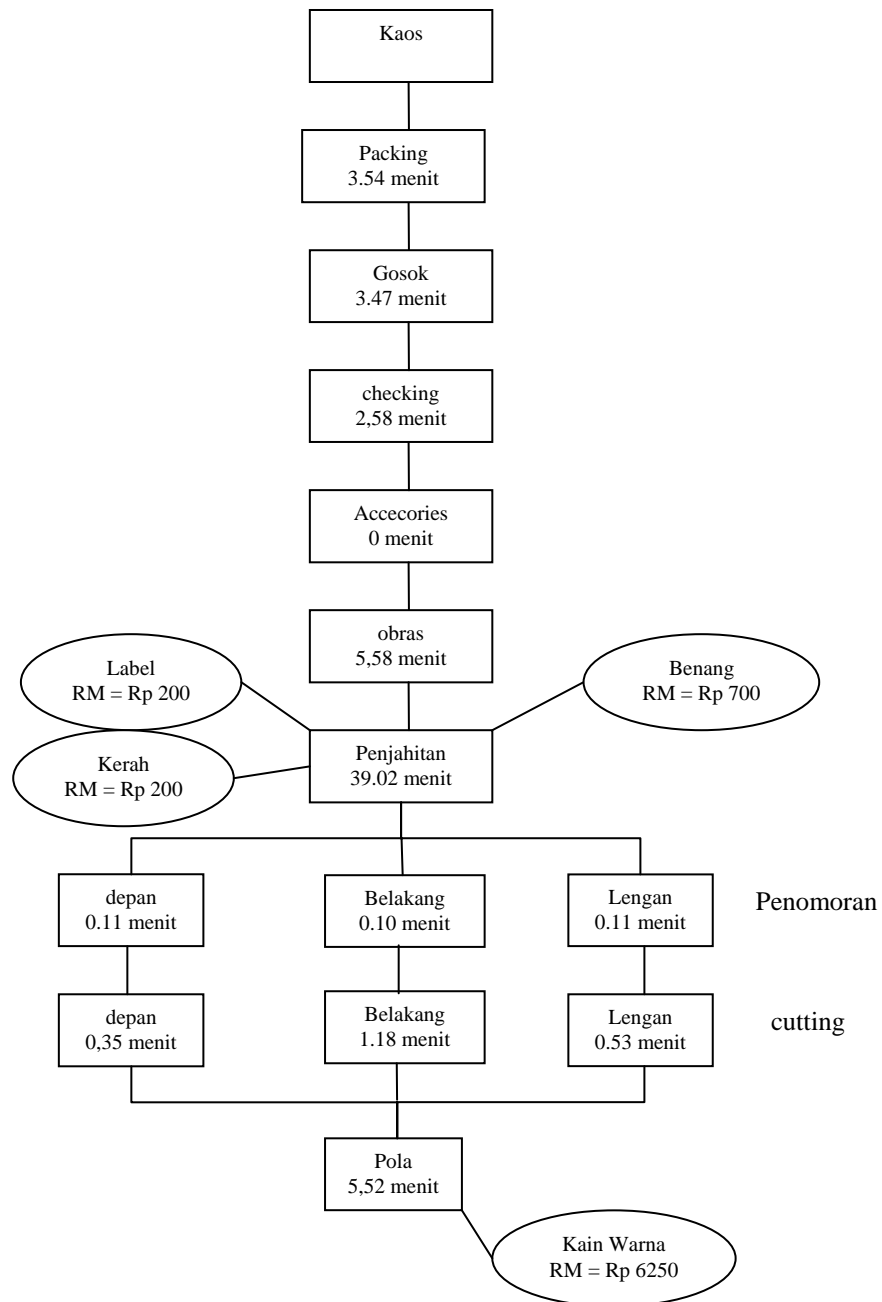 Kaos
Packing
3.54 menit
Gosok
3.47 menit
checking
2,58 menit
Accecories
0 menit
obras
5,58 menit
Label
RM = Rp 200
Benang
RM = Rp 700
Kerah
RM = Rp 200
Penjahitan
39.02 menit
depan
0.11 menit
Belakang
0.10 menit
Lengan
0.11 menit
Penomoran
depan
0,35 menit
Belakang
1.18 menit
Lengan
0.53 menit
cutting
Pola
5,52 menit
Kain Warna
RM = Rp 6250